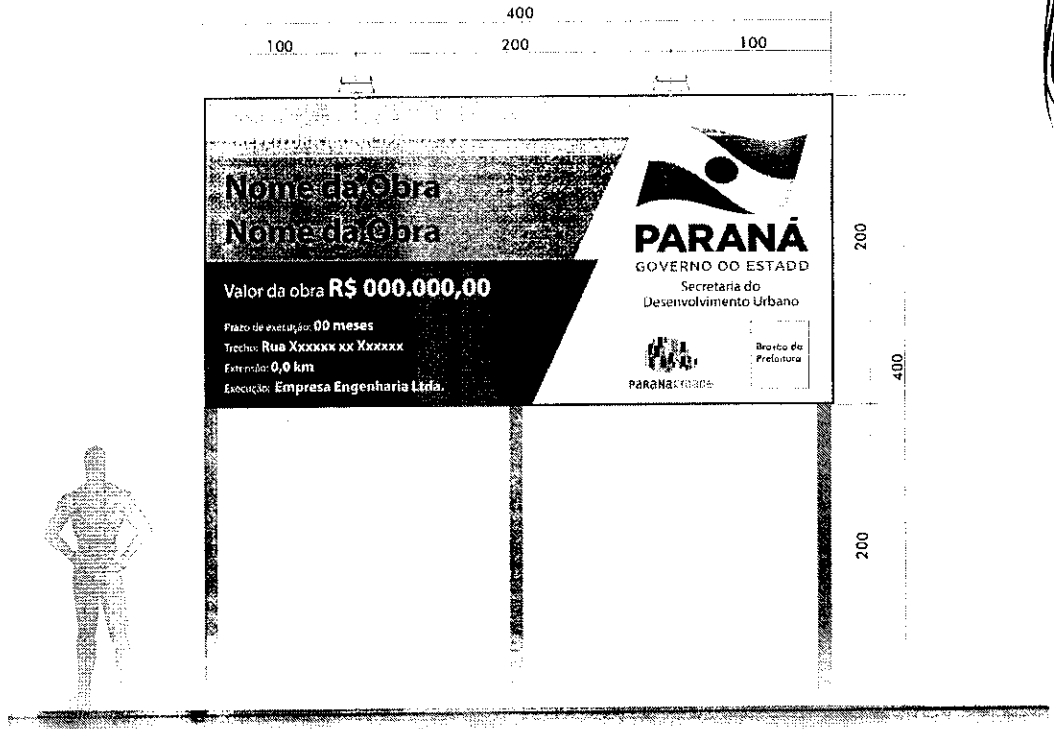 400
100 200 100
Nome da Obra
Nome da Obra
Valor da obra R$ 000.000,00
Prazo de execução: 00 meses
Trecho: Rua Xxxxxx xx Xxxxxx
Extensão: 0,0 km
Execução: Empresa Engenharia Ltda.
PARANÁ
GOVERNO DO ESTADO
Secretaria do
Desenvolvimento Urbano
PARANACIDADE
Brasão da
Prefeitura
200
400
200